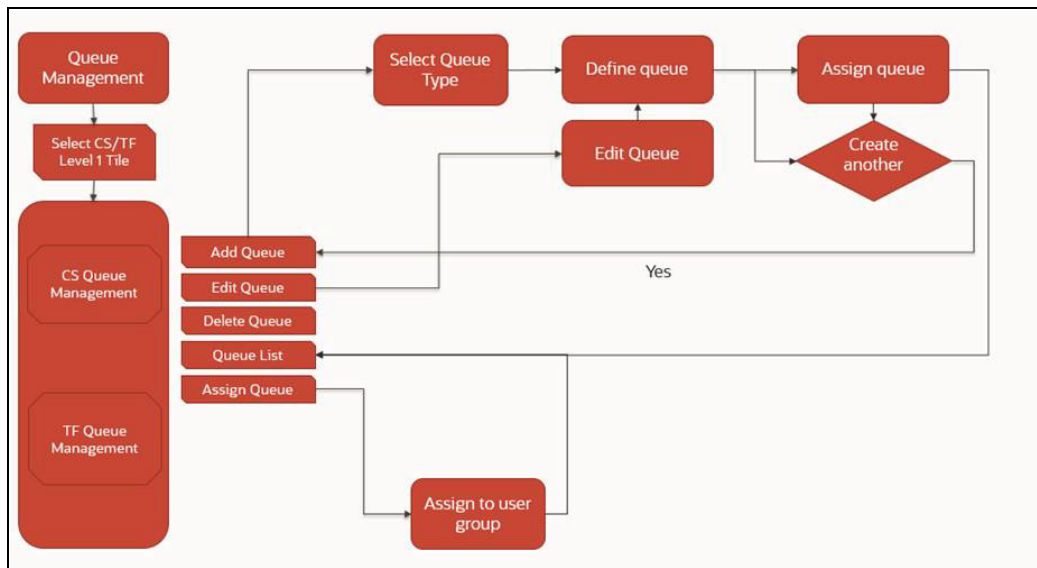 Queue
Management
Select CS/TF
Level 1 Tile
CS Queue
Management
TF Queue
Management
Add Queue
Edit Queue
Delete Queue
Queue List
Assign Queue
Select Queue
Type
Define queue
Assign queue
Edit Queue
Create
another
Yes
Assign to user
group